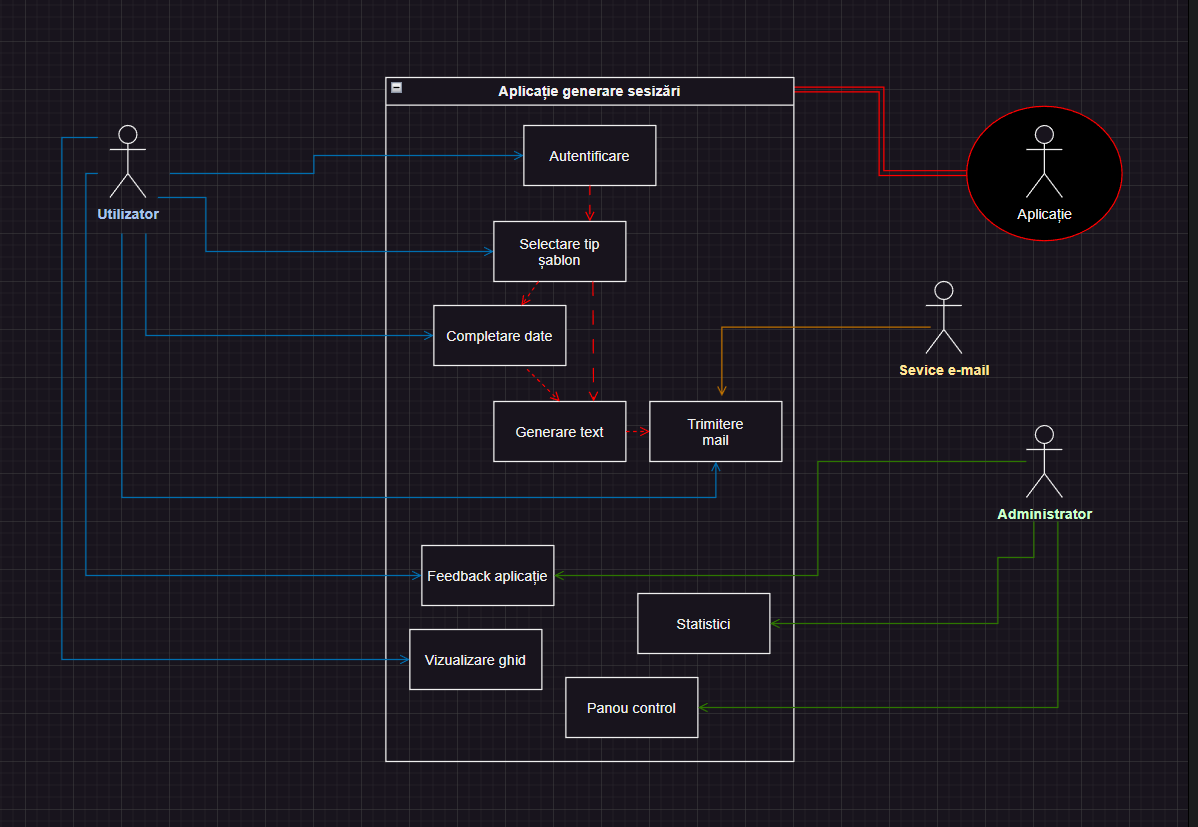 Aplicație generare sesizări
Autentificare
Utilizator
Aplicație
Selectare tip
șablon
Completare date
Sevice e-mail
Generare text
Trimitere
mail
Administrator
Feedback aplicație
Statistici
Vizualizare ghid
Panou control